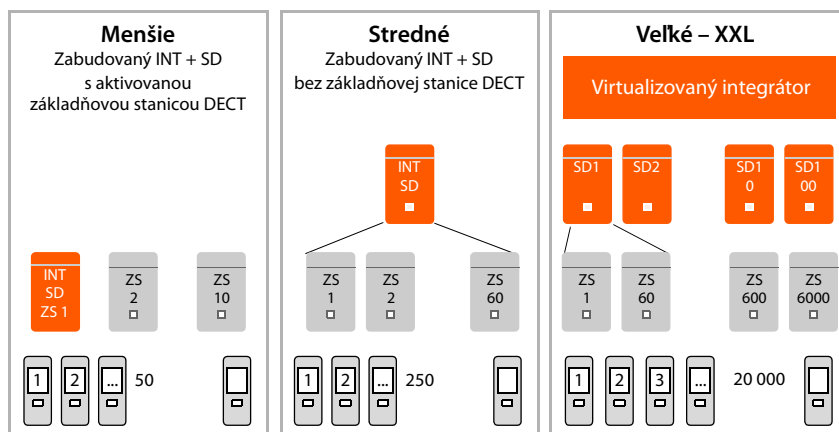 Menšie
Zabudovaný INT + SD
s aktivovanou
základňovou stanicou DECT
INT
SD
ZS 1
ZS
2
ZS
10
1
2
...
50
Stredné
Zabudovaný INT + SD
bez základňovej stanice DECT
INT
SD
ZS
1
ZS
2
ZS
60
1
2
...
250
Veľké – XXL
Virtualizovaný integrátor
SD1
SD2
SD1
0
SD1
00
ZS
1
ZS
60
ZS
600
ZS
6000
1
2
3
...
20 000